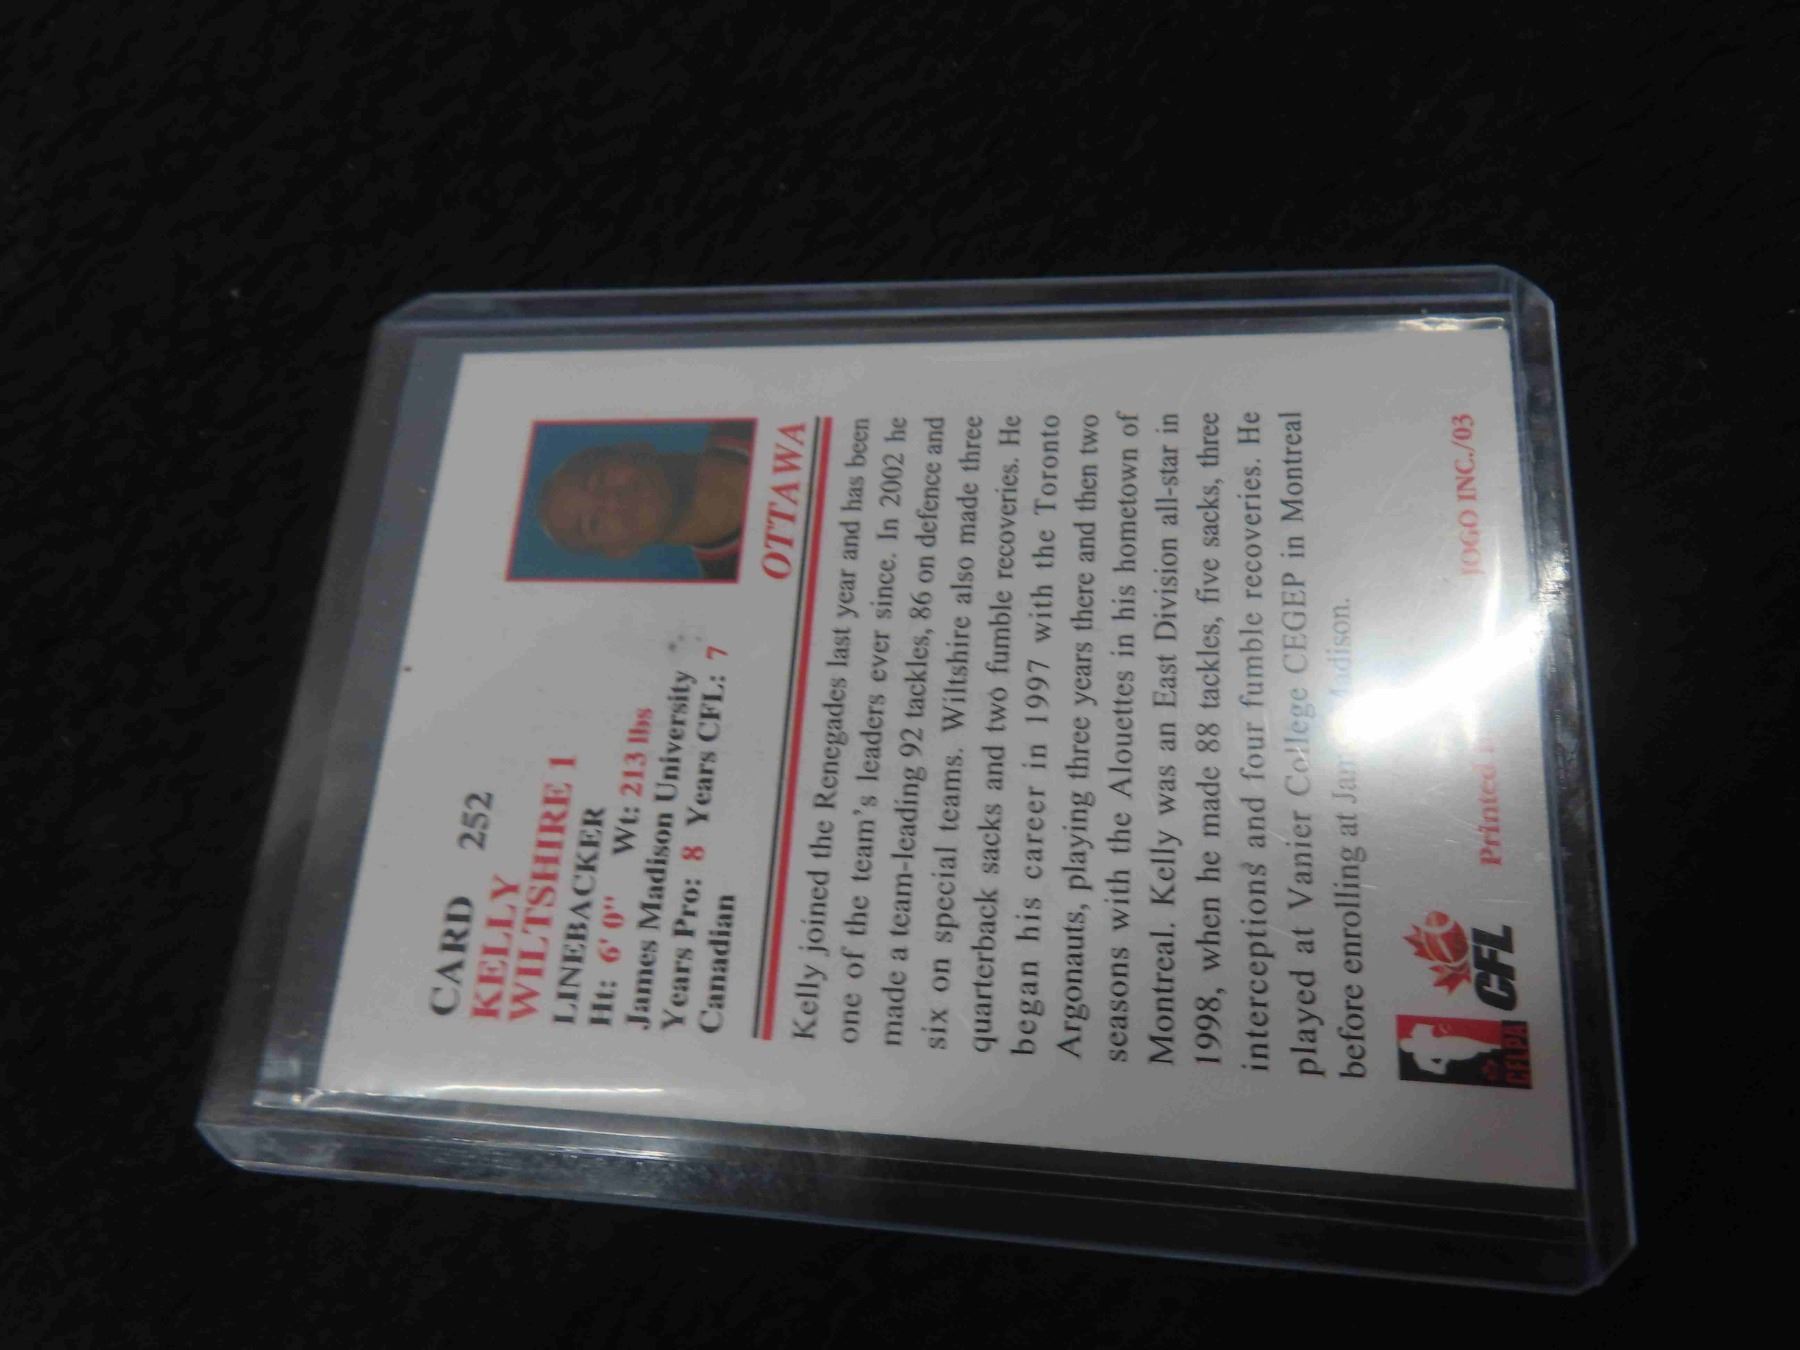 CARD 252
KELLY
WILTSHIRE 1
LINEBACKER
Ht: 6' 0" Wt: 213 lbs
James Madison University
Years Pro: 8 Years CFL: 7
Canadian
OTTAWA
Kelly joined the Renegades last year and has been
one of the team's leaders ever since. In 2002 he
made a team-leading 92 tackles, 86 on defence and
six on special teams. Wiltshire also made three
quarterback sacks and two fumble recoveries. He
began his career in 1997 with the Toronto
Argonauts, playing three years there and then two
seasons with the Alouettes in his hometown of
Montreal. Kelly was an East Division all-star in
1998, when he made 88 tackles, five sacks, three
interceptions and four fumble recoveries. He
played at Vanier College CEGEP in Montreal
before enrolling at James Madison.
CFLPA
CFL
Printed
JOGO INC./03